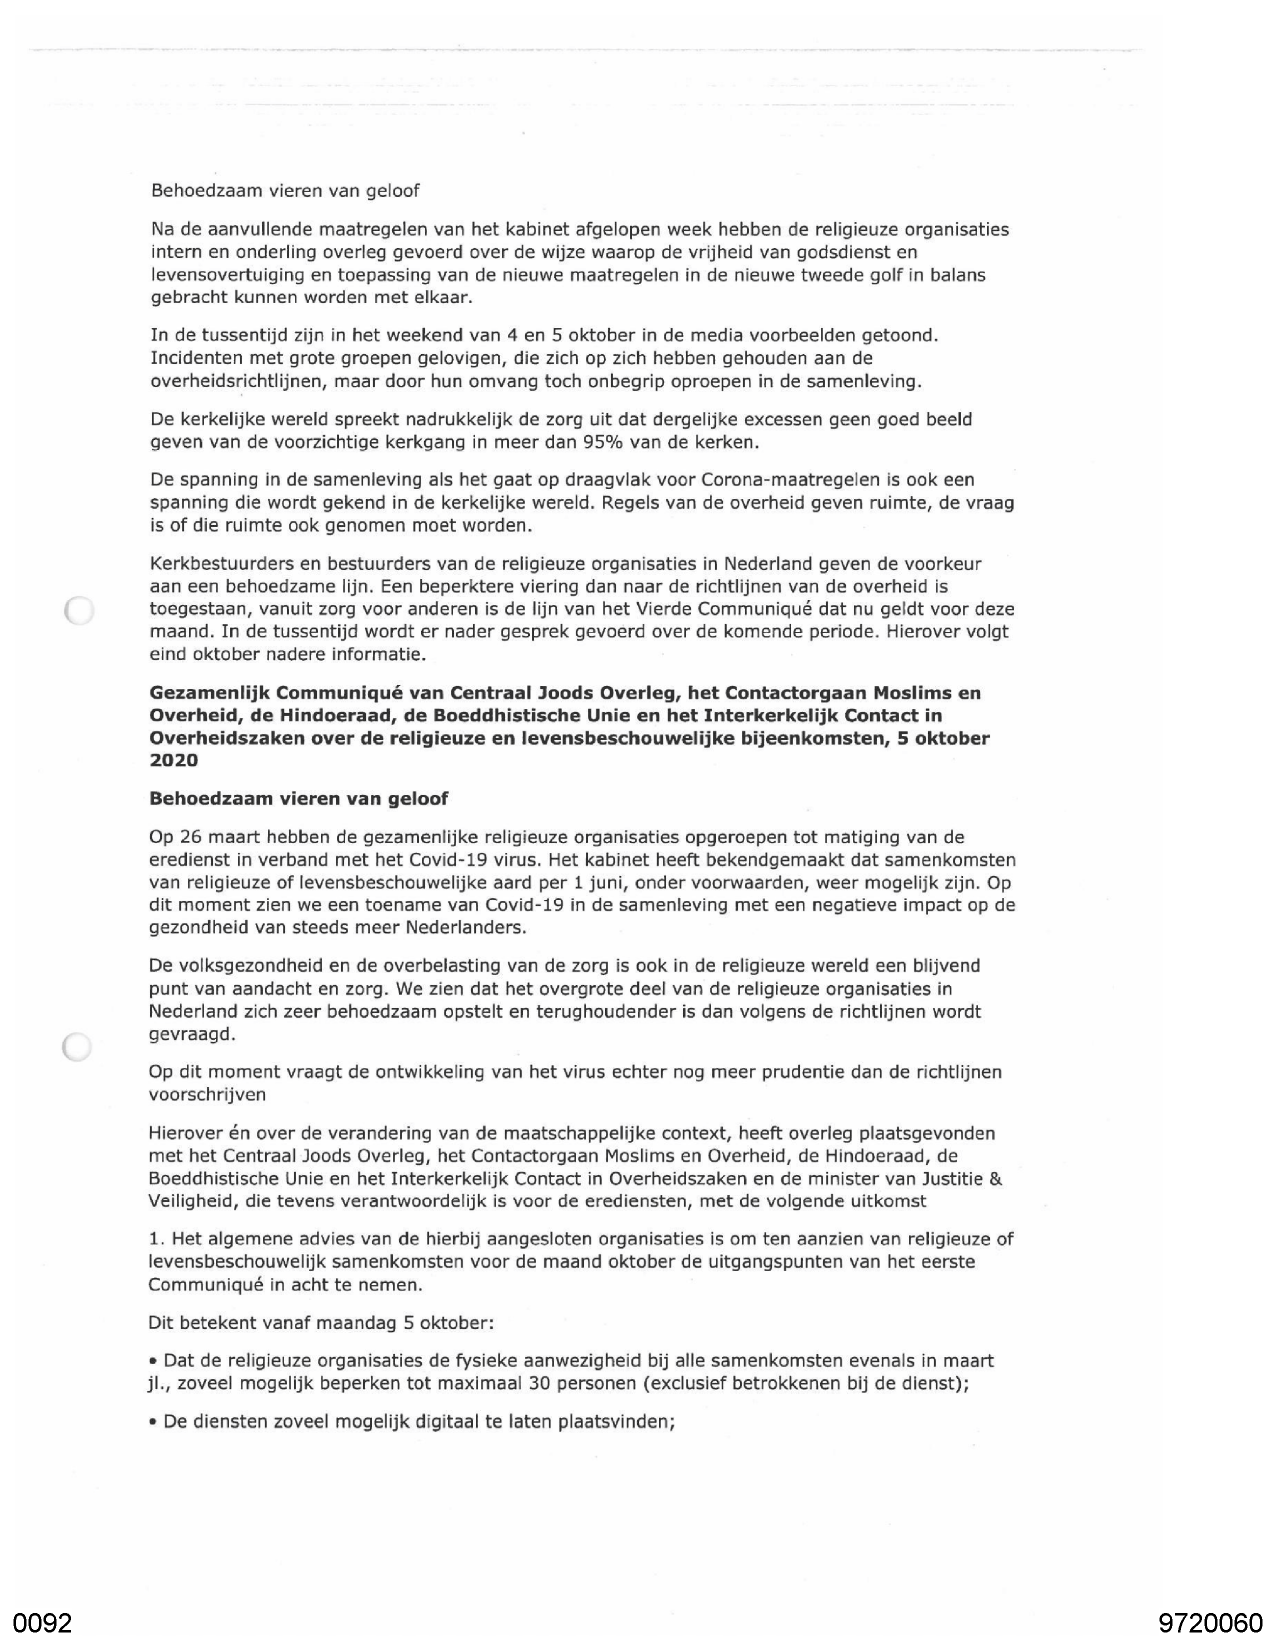 Behoedzaam vieren van geloof
Na de aanvullende maatregelen van het kabinet afgelopen week hebben de religieuze organisaties
intern en onderling overleg gevoerd over de wijze waarop de vrijheid van godsdienst en
levensovertuiging en toepassing van de nieuwe maatregelen in de nieuwe tweede golf in balans
gebracht kunnen worden met elkaar.
In de tussentijd zijn in het weekend van 4 en 5 oktober in de media voorbeelden getoond.
Incidenten met grote groepen gelovigen, die zich op zich hebben gehouden aan de
overheidsrichtlijnen, maar door hun omvang toch onbegrip oproepen in de samenleving.
De kerkelijke wereld spreekt nadrukkelijk de zorg uit dat dergelijke excessen geen goed beeld
geven van de voorzichtige kerkgang in meer dan 95% van de kerken.
De spanning in de samenleving als het gaat op draagvlak voor Corona-maatregelen is ook een
spanning die wordt gekend in de kerkelijke wereld. Regels van de overheid geven ruimte, de vraag
is of die ruimte ook genomen moet worden.
Kerkbestuurders en bestuurders van de religieuze organisaties in Nederland geven de voorkeur
aan een behoedzame lijn. Een beperktere viering dan naar de richtlijnen van de overheid is
toegestaan, vanuit zorg voor anderen is de lijn van het Vierde Communiqué dat nu geldt voor deze
maand. In de tussentijd wordt er nader gesprek gevoerd over de komende periode. Hierover volgt
eind oktober nadere informatie.
Gezamenlijk Communiqué van Centraal Joods Overleg, het Contactorgaan Moslims en
Overheid, de Hindoeraad, de Boeddhistische Unie en het Interkerkelijk Contact in
Overheidszaken over de religieuze en levensbeschouwelijke bijeenkomsten, 5 oktober
2020
Behoedzaam vieren van geloof
Op 26 maart hebben de gezamenlijke religieuze organisaties opgeroepen tot matiging van de
eredienst in verband met het Covid-19 virus. Het kabinet heeft bekendgemaakt dat samenkomsten
van religieuze of levensbeschouwelijke aard per 1 juni, onder voorwaarden, weer mogelijk zijn. Op
dit moment zien we een toename van Covid-19 in de samenleving met een negatieve impact op de
gezondheid van steeds meer Nederlanders.
De volksgezondheid en de overbelasting van de zorg is ook in de religieuze wereld een blijvend
punt van aandacht en zorg. We zien dat het overgrote deel van de religieuze organisaties in
Nederland zich zeer behoedzaam opstelt en terughoudender is dan volgens de richtlijnen wordt
gevraagd.
Op dit moment vraagt de ontwikkeling van het virus echter nog meer prudentie dan de richtlijnen
voorschrijven
Hierover én over de verandering van de maatschappelijke context, heeft overleg plaatsgevonden
met het Centraal Joods Overleg, het Contactorgaan Moslims en Overheid, de Hindoeraad, de
Boeddhistische Unie en het Interkerkelijk Contact in Overheidszaken en de minister van Justitie &
Veiligheid, die tevens verantwoordelijk is voor de erediensten, met de volgende uitkomst
1. Het algemene advies van de hierbij aangesloten organisaties is om ten aanzien van religieuze of
levensbeschouwelijk samenkomsten voor de maand oktober de uitgangspunten van het eerste
Communiqué in acht te nemen.
Dit betekent vanaf maandag 5 oktober:
• Dat de religieuze organisaties de fysieke aanwezigheid bij alle samenkomsten evenals in maart
jl., zoveel mogelijk beperken tot maximaal 30 personen (exclusief betrokkenen bij de dienst);
• De diensten zoveel mogelijk digitaal te laten plaatsvinden;
0092
9720060